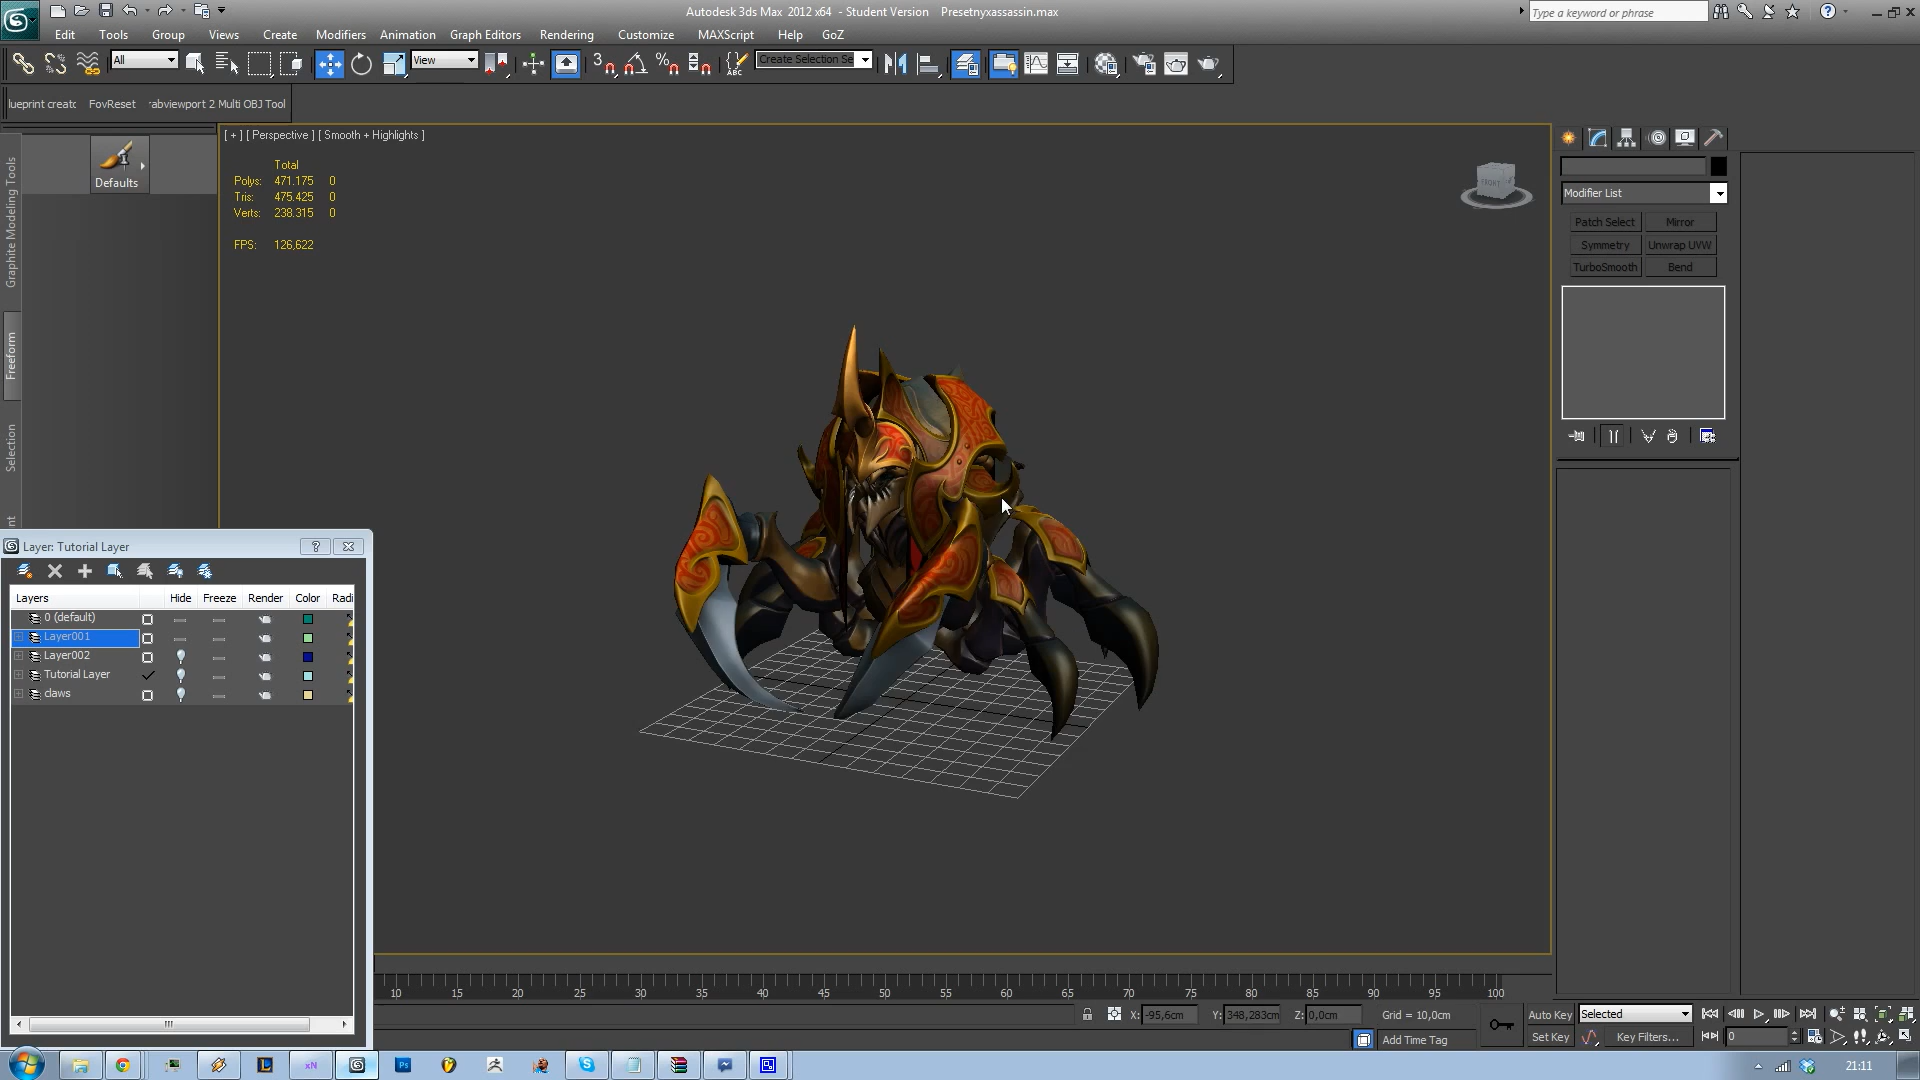 Autodesk 3ds Max 2012 x64 - Student Version Presetnyxassassin.max
Type a keyword or phrase
Edit Tools Group Views Create Modifiers Animation Graph Editors Rendering Customize MAXScript Help GoZ
All
View
Create Selection Se
lueprint creatc FovReset rabviewport 2 Multi OBJ Tool
[ + ] [ Perspective ] [ Smooth + Highlights ]
Total
Polys: 471.175 0
Tris: 475.425 0
Verts: 238.315 0
FPS: 126,622
Graphite Modeling Tools
Freeform
Selection
Defaults
FRONT
Modifier List
Patch Select Mirror
Symmetry Unwrap UVW
TurboSmooth Bend
Layer: Tutorial Layer
Layers Hide Freeze Render Color Radi
0 (default)
Layer001
Layer002
Tutorial Layer
claws
10 15 20 25 30 35 40 45 50 55 60 65 70 75 80 85 90 95 100
X: -95,6cm Y: 348,283cm Z: 0,0cm Grid = 10,0cm
Auto Key Selected
Add Time Tag
Set Key Key Filters... 0
21:11